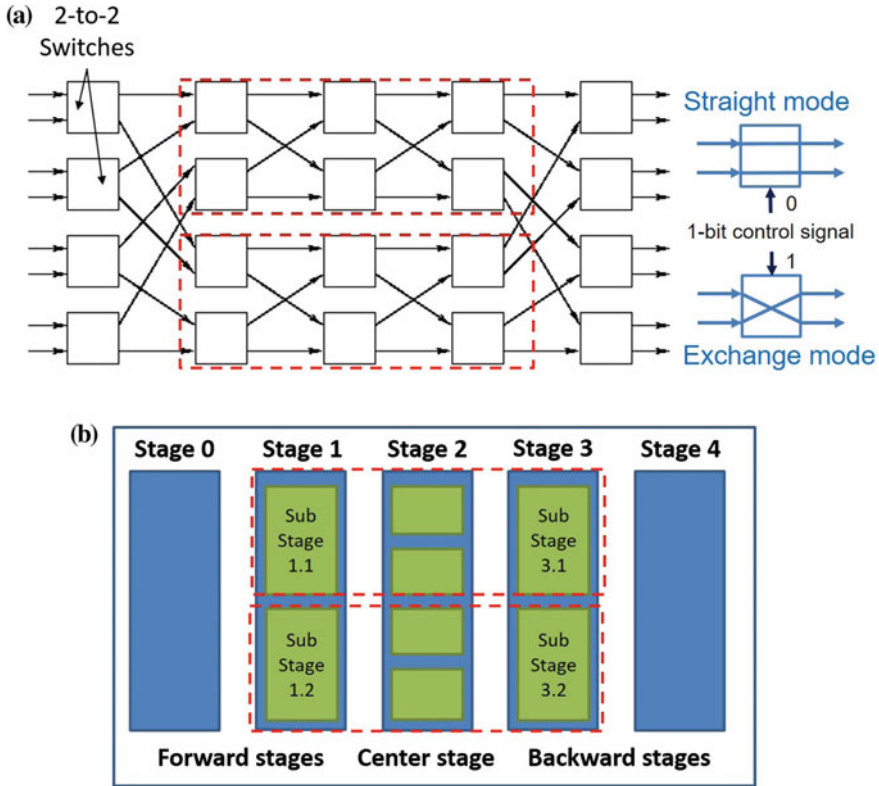 (a)
2-to-2
Switches
Straight mode
0
1-bit control signal
1
Exchange mode
(b)
Stage 0 Stage 1 Stage 2 Stage 3 Stage 4
Sub
Stage
1.1
Sub
Stage
3.1
Sub
Stage
1.2
Sub
Stage
3.2
Forward stages Center stage Backward stages